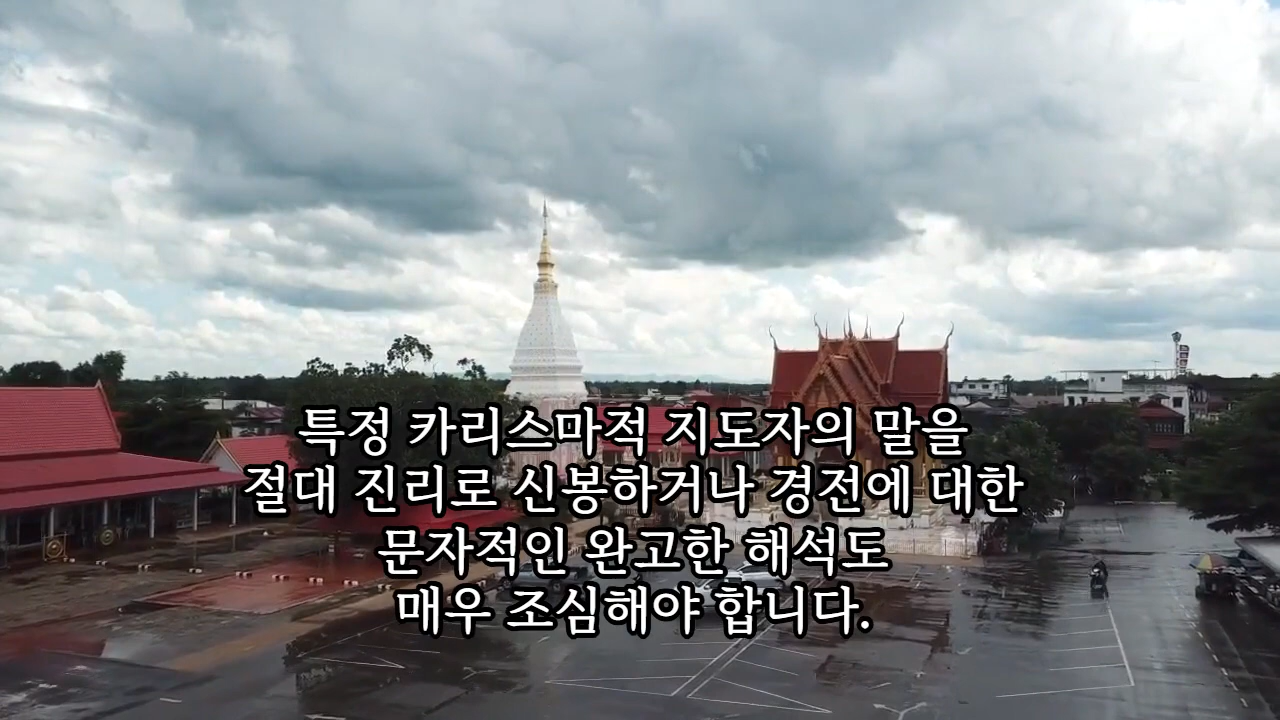 특정 카리스마적 지도자의 말을
절대 진리로 신봉하거나 경전에 대한
문자적인 완고한 해석도
매우 조심해야 합니다.